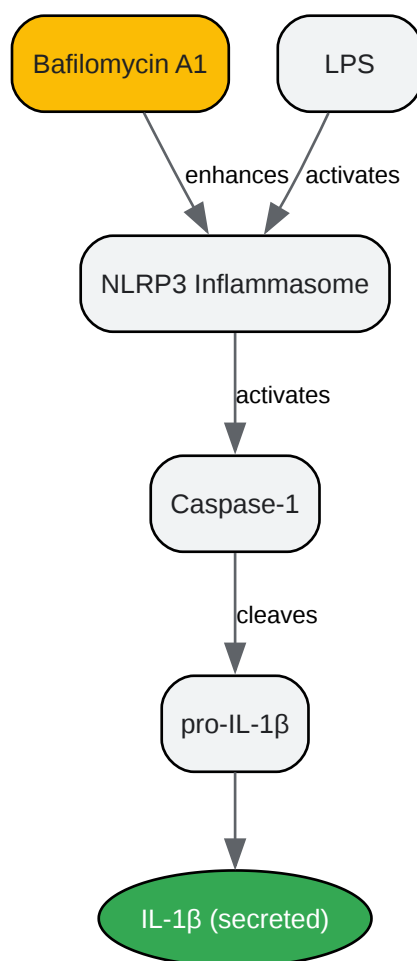 Bafilomycin A1
LPS
enhances
activates
NLRP3 Inflammasome
activates
Caspase-1
cleaves
pro-IL-1β
IL-1β (secreted)